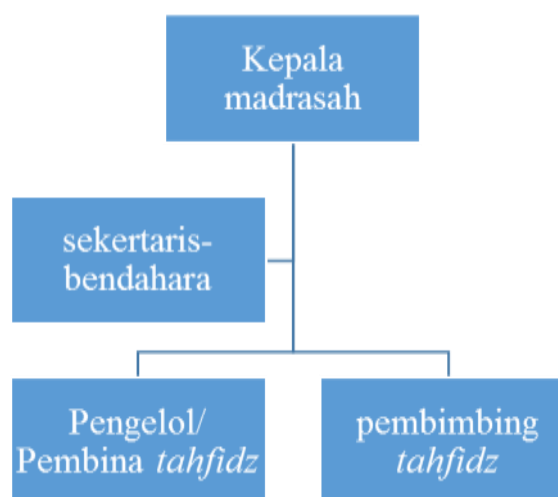 Kepala
madrasah
sekertaris-
bendahara
Pengelol/
Pembina tahfidz
pembimbing
tahfidz